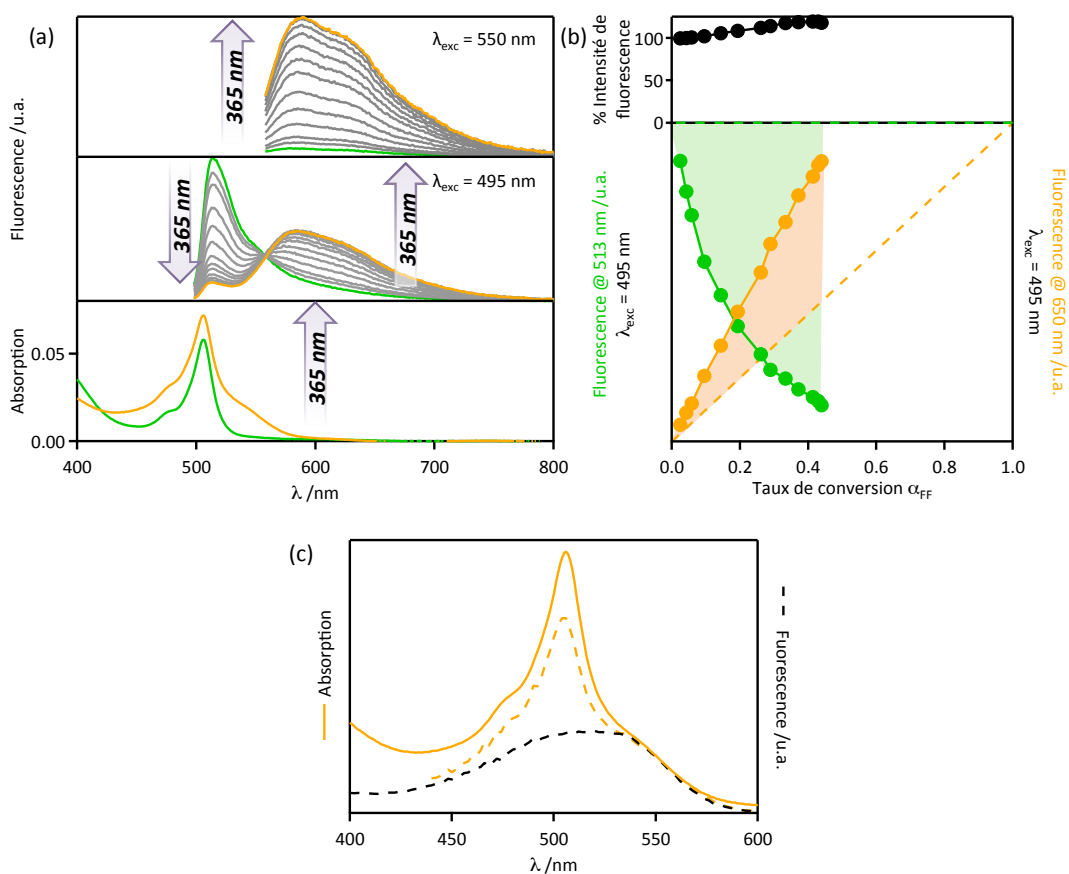 (a)
λexc = 550 nm
365 nm
λexc = 495 nm
365 nm
365 nm
365 nm
Fluorescence /u.a.
Absorption
0.05
0.00
400
500
600
700
800
λ /nm
(b)
% Intensité de
fluorescence
100
50
0
Fluorescence @ 513 nm /u.a.
λexc = 495 nm
Fluorescence @ 650 nm /u.a.
λexc = 495 nm
0.0
0.2
0.4
0.6
0.8
1.0
Taux de conversion αFF
(c)
Absorption
Fuorescence /u.a.
400
450
500
550
600
λ /nm